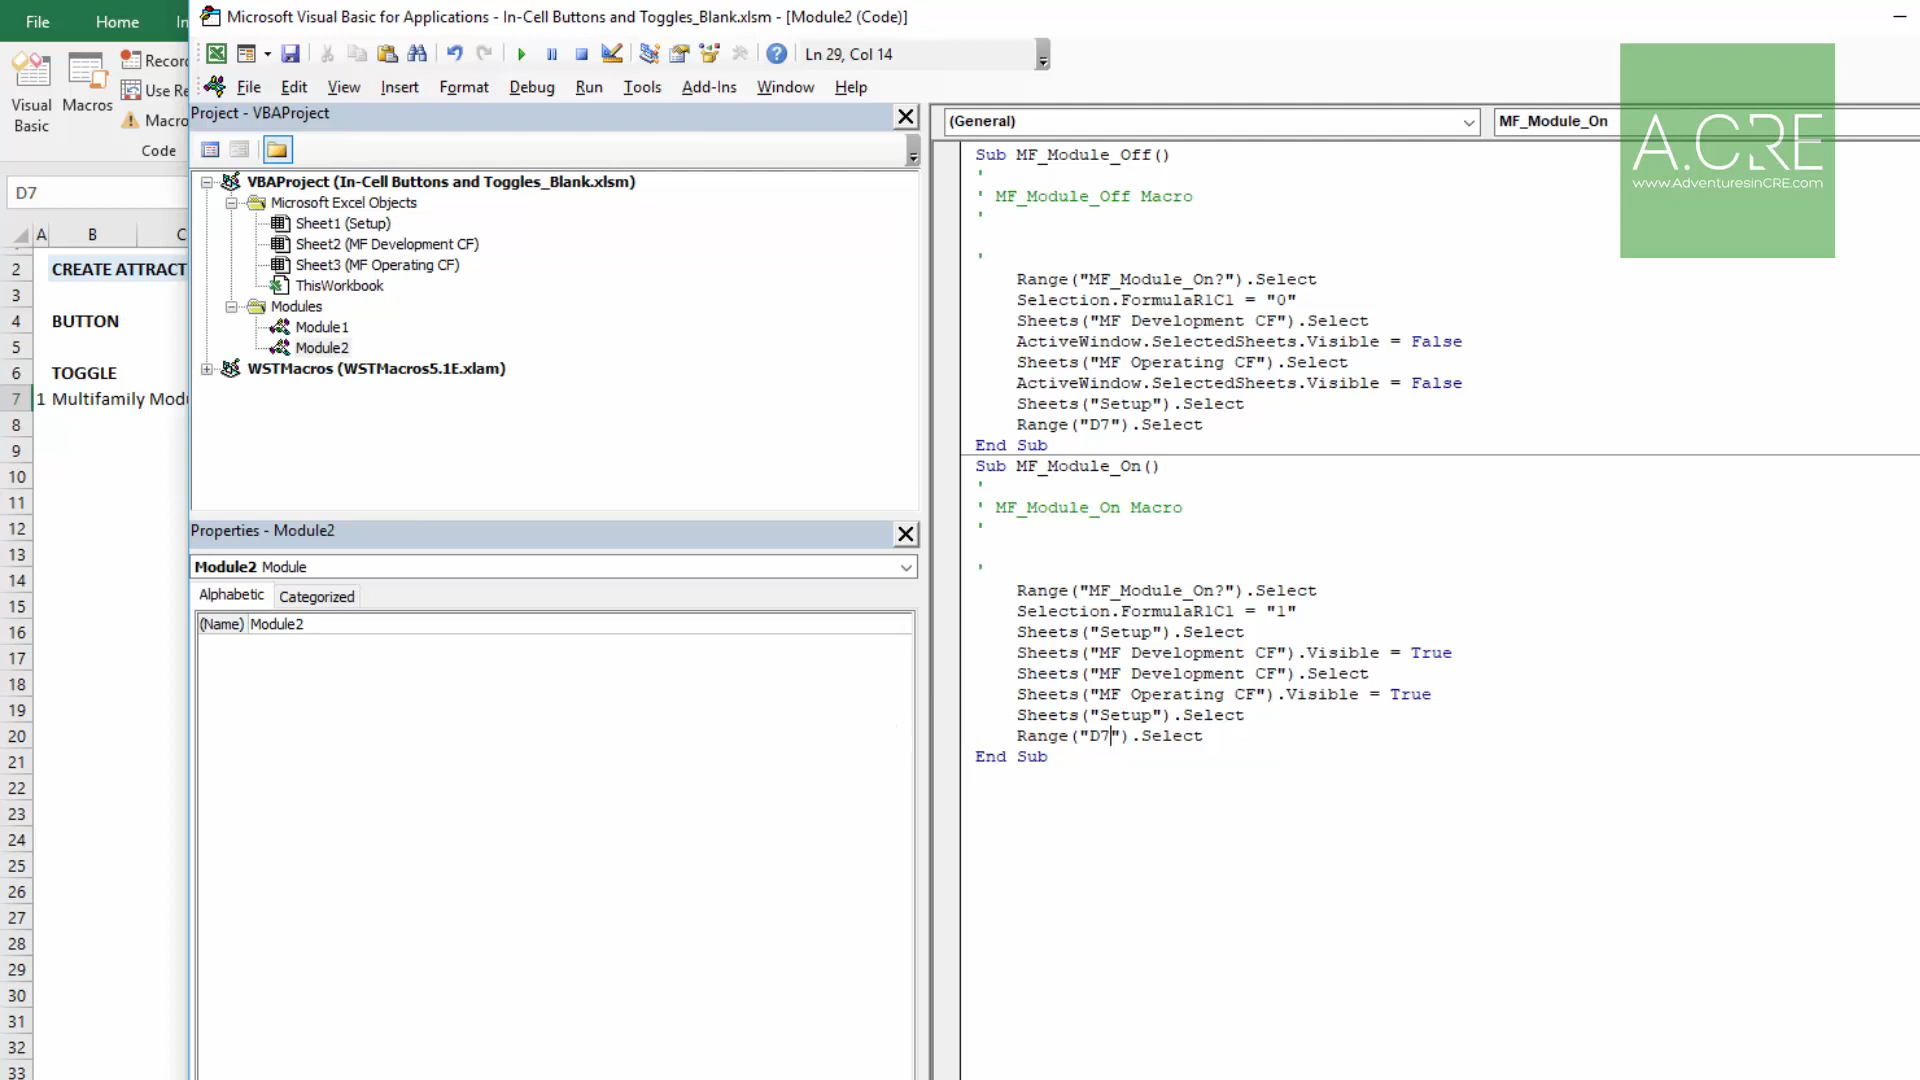 File Home In
Microsoft Visual Basic for Applications - In-Cell Buttons and Toggles_Blank.xlsm - [Module2 (Code)]
Ln 29, Col 14
File Edit View Insert Format Debug Run Tools Add-Ins Window Help
Visual Basic
Macros
Record
Use Re
Macro
Code
D7
A B C
2 CREATE ATTRACT
3
4 BUTTON
5
6 TOGGLE
7 1 Multifamily Modu
8
9
10
11
12
13
14
15
16
17
18
19
20
21
22
23
24
25
26
27
28
29
30
31
32
33
Project - VBAProject
VBAProject (In-Cell Buttons and Toggles_Blank.xlsm)
Microsoft Excel Objects
Sheet1 (Setup)
Sheet2 (MF Development CF)
Sheet3 (MF Operating CF)
ThisWorkbook
Modules
Module1
Module2
WSTMacros (WSTMacros5.1E.xlam)
Properties - Module2
Module2 Module
Alphabetic Categorized
(Name) Module2
(General) MF_Module_On
Sub MF_Module_Off()
'
' MF_Module_Off Macro
'
'
Range("MF_Module_On?").Select
Selection.FormulaR1C1 = "0"
Sheets("MF Development CF").Select
ActiveWindow.SelectedSheets.Visible = False
Sheets("MF Operating CF").Select
ActiveWindow.SelectedSheets.Visible = False
Sheets("Setup").Select
Range("D7").Select
End Sub
Sub MF_Module_On()
'
' MF_Module_On Macro
'
'
Range("MF_Module_On?").Select
Selection.FormulaR1C1 = "1"
Sheets("Setup").Select
Sheets("MF Development CF").Visible = True
Sheets("MF Development CF").Select
Sheets("MF Operating CF").Visible = True
Sheets("Setup").Select
Range("D7").Select
End Sub
A.CRE
www.AdventuresinCRE.com